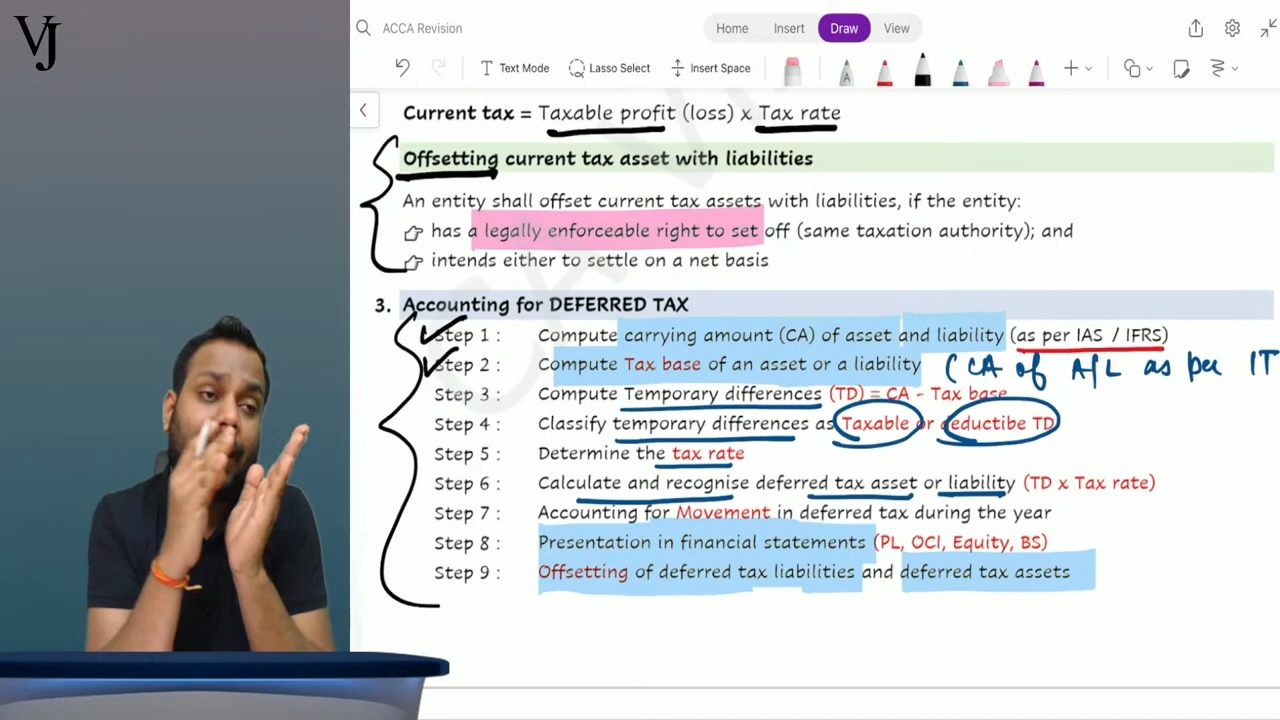 VJ
ACCA Revision
Home Insert Draw View
Text Mode Lasso Select Insert Space
Current tax = Taxable profit (loss) x Tax rate
Offsetting current tax asset with liabilities
An entity shall offset current tax assets with liabilities, if the entity:
has a legally enforceable right to set off (same taxation authority); and
intends either to settle on a net basis
3. Accounting for DEFERRED TAX
Step 1 : Compute carrying amount (CA) of asset and liability (as per IAS / IFRS)
Step 2 : Compute Tax base of an asset or a liability (CA of A/L as per IT
Step 3 : Compute Temporary differences (TD) = CA - Tax base
Step 4 : Classify temporary differences as Taxable or deductibe TD
Step 5 : Determine the tax rate
Step 6 : Calculate and recognise deferred tax asset or liability (TD x Tax rate)
Step 7 : Accounting for Movement in deferred tax during the year
Step 8 : Presentation in financial statements (PL, OCI, Equity, BS)
Step 9 : Offsetting of deferred tax liabilities and deferred tax assets